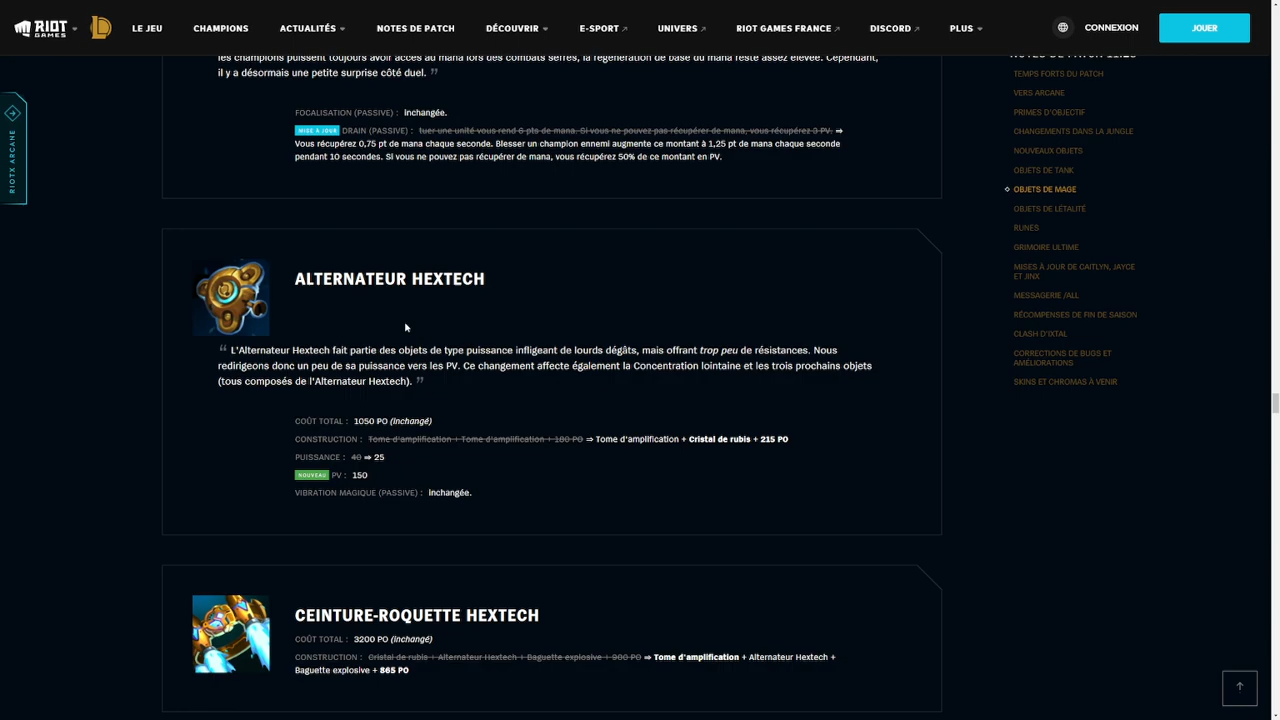 RIOT GAMES
LE JEU
CHAMPIONS
ACTUALITÉS
NOTES DE PATCH
DÉCOUVRIR
E-SPORT
UNIVERS
RIOT GAMES FRANCE
DISCORD
PLUS
CONNEXION
JOUER
RIOTX ARCANE
les champions puissent toujours avoir accès au mana lors des combats serrés, la régénération de base du mana reste assez élevée. Cependant,
il y a désormais une petite surprise côté duel. ”
FOCALISATION (PASSIVE) : inchangée.
MISE À JOUR DRAIN (PASSIVE) : tuer une unité vous rend 6 pts de mana. Si vous ne pouvez pas récupérer de mana, vous récupérez 3 PV. ⇒
Vous récupérez 0,75 pt de mana chaque seconde. Blesser un champion ennemi augmente ce montant à 1,25 pt de mana chaque seconde
pendant 10 secondes. Si vous ne pouvez pas récupérer de mana, vous récupérez 50% de ce montant en PV.
ALTERNATEUR HEXTECH
“ L'Alternateur Hextech fait partie des objets de type puissance infligeant de lourds dégâts, mais offrant trop peu de résistances. Nous
redirigeons donc un peu de sa puissance vers les PV. Ce changement affecte également la Concentration lointaine et les trois prochains objets
(tous composés de l'Alternateur Hextech). ”
COÛT TOTAL : 1050 PO (inchangé)
CONSTRUCTION : Tome d'amplification + Tome d'amplification + 180 PO ⇒ Tome d'amplification + Cristal de rubis + 215 PO
PUISSANCE : 40 ⇒ 25
NOUVEAU PV : 150
VIBRATION MAGIQUE (PASSIVE) : inchangée.
CEINTURE-ROQUETTE HEXTECH
COÛT TOTAL : 3200 PO (inchangé)
CONSTRUCTION : Cristal de rubis + Alternateur Hextech + Baguette explosive + 900 PO ⇒ Tome d'amplification + Alternateur Hextech +
Baguette explosive + 865 PO
TEMPS FORTS DU PATCH
VERS ARCANE
PRIMES D'OBJECTIF
CHANGEMENTS DANS LA JUNGLE
NOUVEAUX OBJETS
OBJETS DE TANK
OBJETS DE MAGE
OBJETS DE LÉTALITÉ
RUNES
GRIMOIRE ULTIME
MISES À JOUR DE CAITLYN, JAYCE
ET JINX
MESSAGERIE /ALL
RÉCOMPENSES DE FIN DE SAISON
CLASH D'IXTAL
CORRECTIONS DE BUGS ET
AMÉLIORATIONS
SKINS ET CHROMAS À VENIR